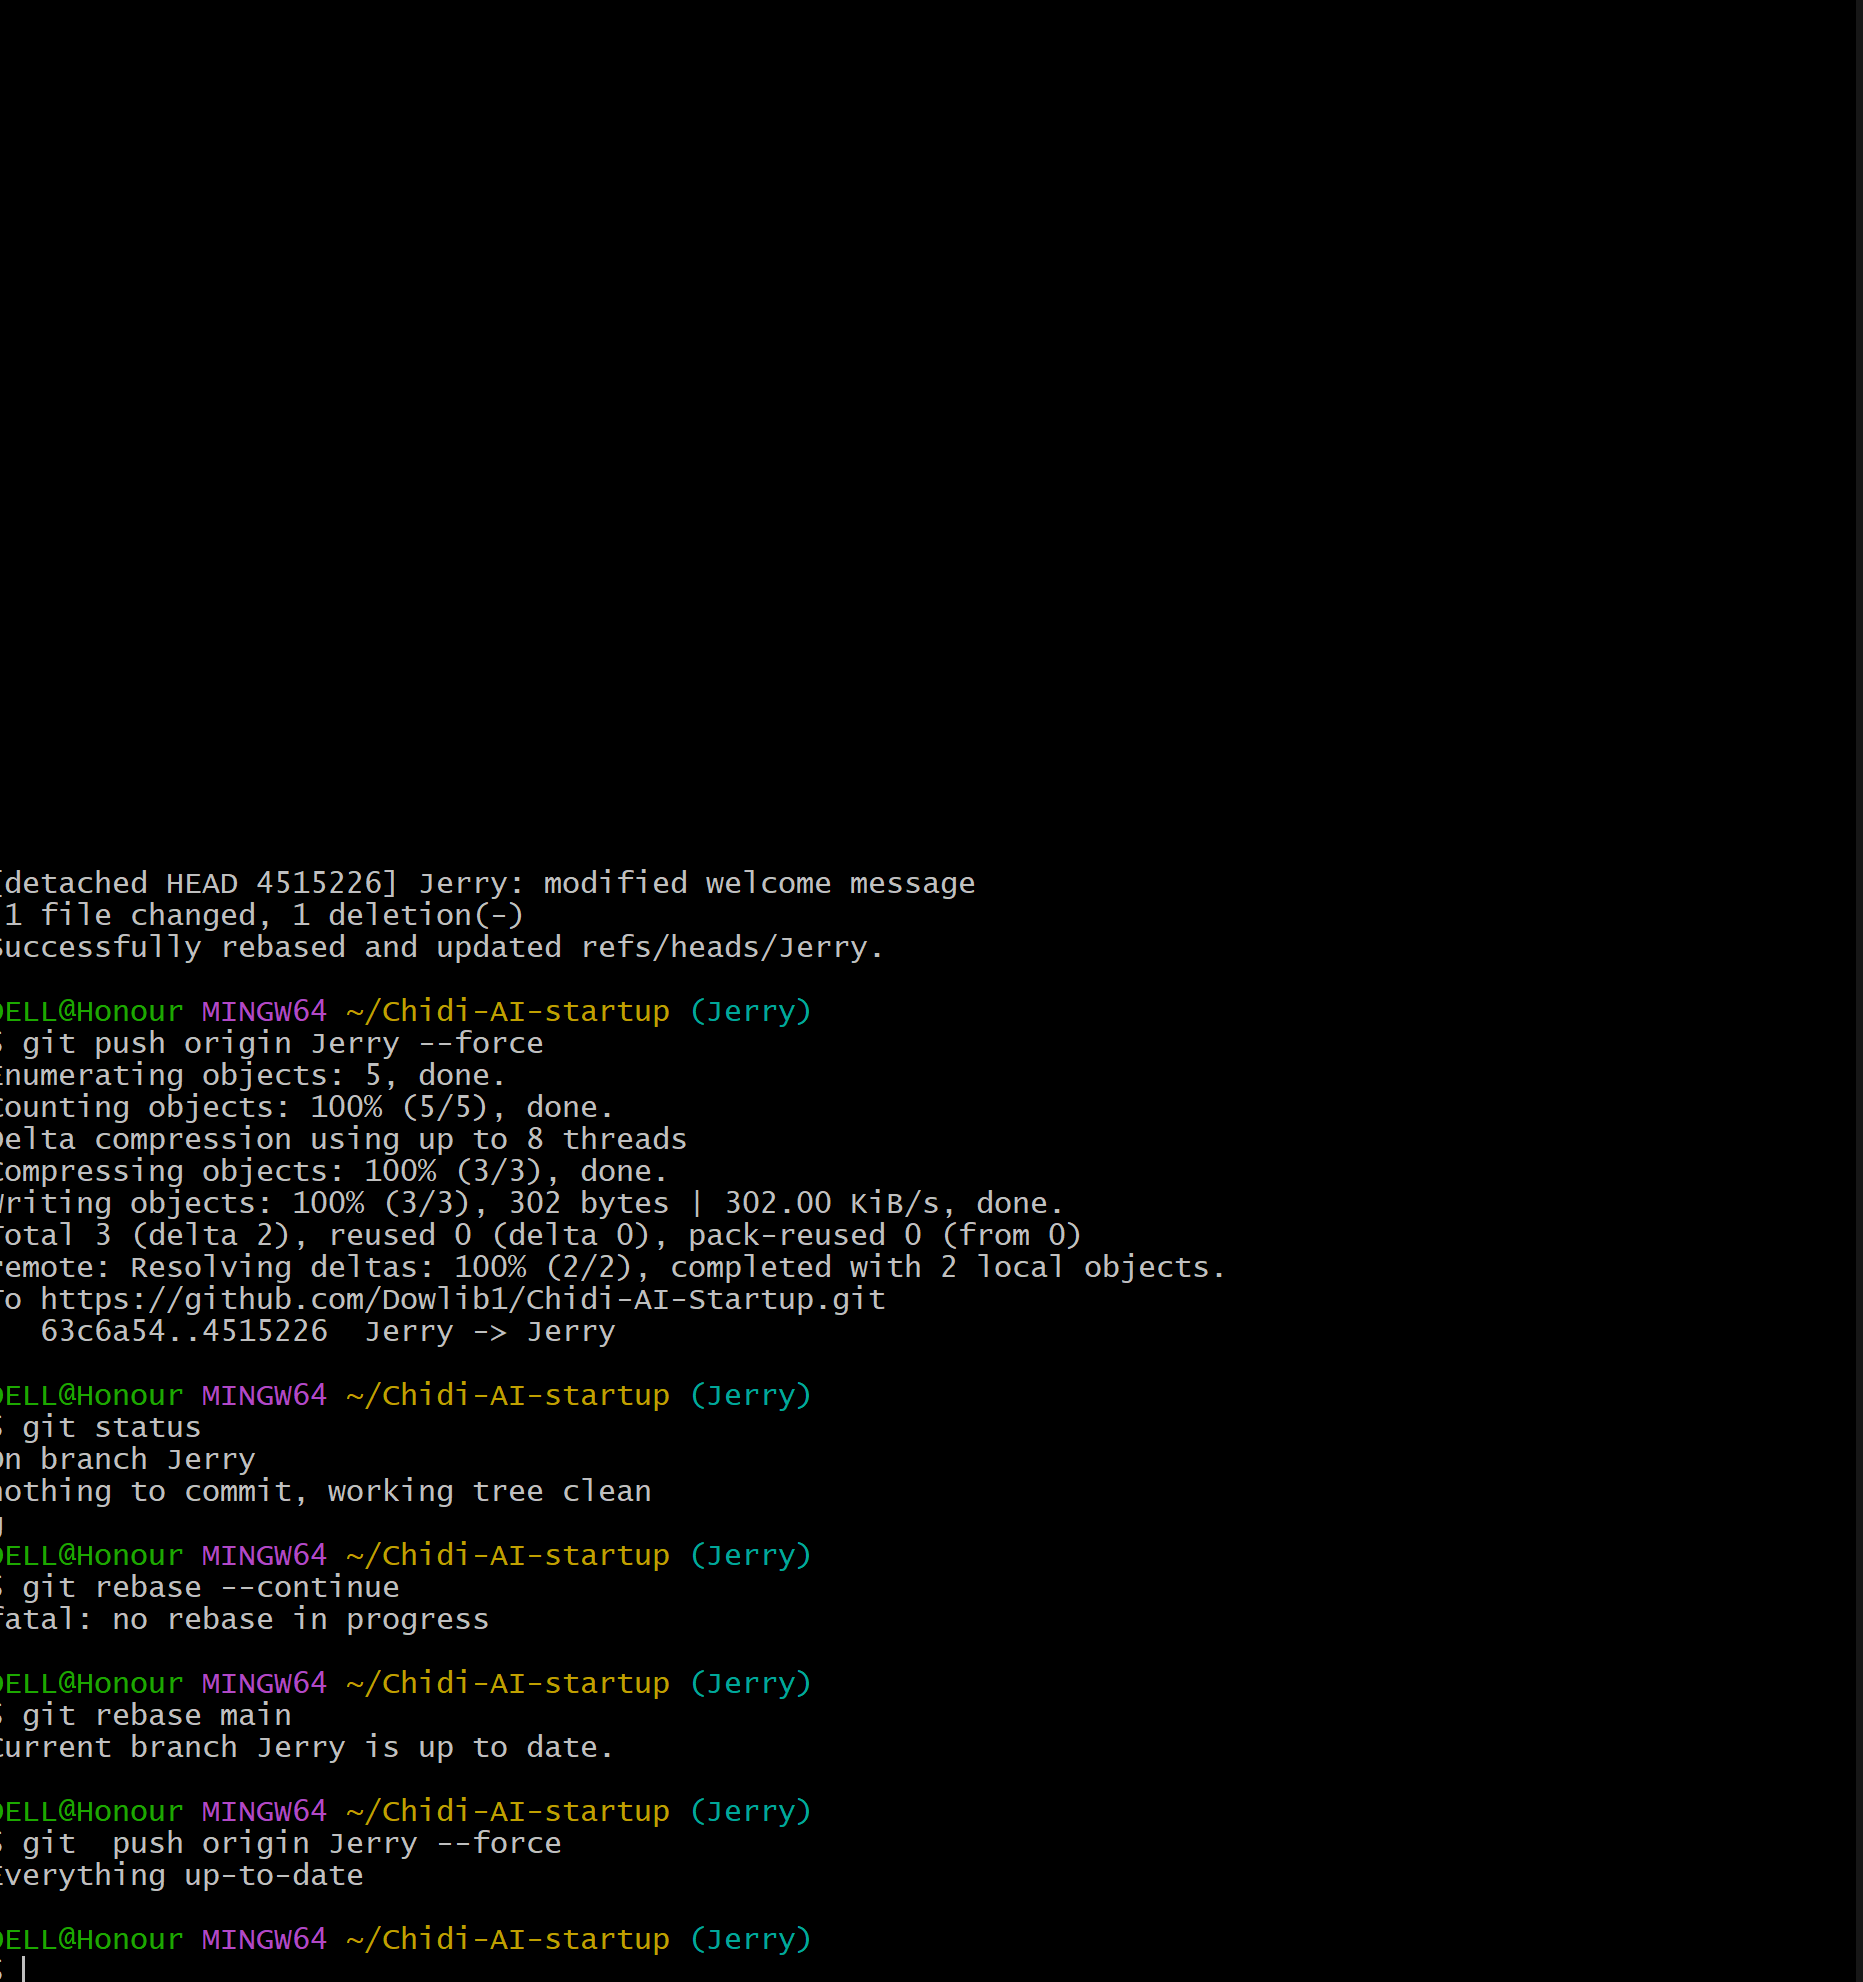 [detached HEAD 4515226] Jerry: modified welcome message
1 file changed, 1 deletion(-)
Successfully rebased and updated refs/heads/Jerry.
DELL@Honour MINGW64 ~/Chidi-AI-startup (Jerry)
$ git push origin Jerry --force
Enumerating objects: 5, done.
Counting objects: 100% (5/5), done.
Delta compression using up to 8 threads
Compressing objects: 100% (3/3), done.
Writing objects: 100% (3/3), 302 bytes | 302.00 KiB/s, done.
Total 3 (delta 2), reused 0 (delta 0), pack-reused 0 (from 0)
remote: Resolving deltas: 100% (2/2), completed with 2 local objects.
To https://github.com/Dowlib1/Chidi-AI-Startup.git
63c6a54..4515226  Jerry -> Jerry
DELL@Honour MINGW64 ~/Chidi-AI-startup (Jerry)
$ git status
On branch Jerry
nothing to commit, working tree clean
DELL@Honour MINGW64 ~/Chidi-AI-startup (Jerry)
$ git rebase --continue
fatal: no rebase in progress
DELL@Honour MINGW64 ~/Chidi-AI-startup (Jerry)
$ git rebase main
Current branch Jerry is up to date.
DELL@Honour MINGW64 ~/Chidi-AI-startup (Jerry)
$ git  push origin Jerry --force
Everything up-to-date
DELL@Honour MINGW64 ~/Chidi-AI-startup (Jerry)
$